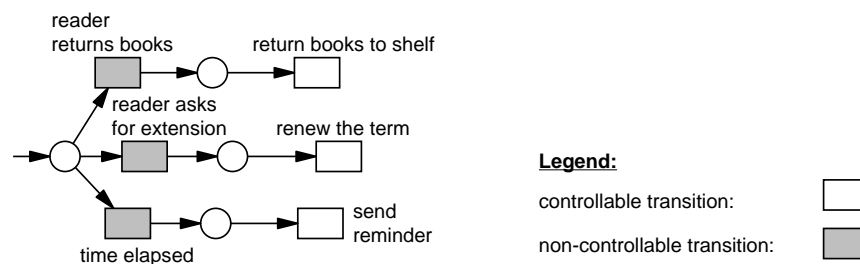 reader
returns books
return books to shelf
reader asks
for extension
renew the term
send
reminder
time elapsed
Legend:
controllable transition:
non-controllable transition: